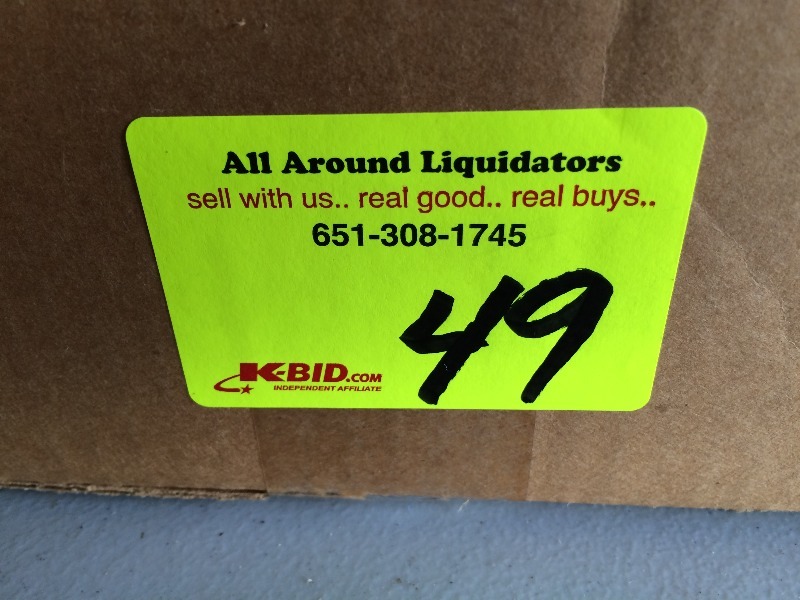 All Around Liquidators
sell with us.. real good.. real buys..
651-308-1745
49
K-BID.COM
INDEPENDENT AFFILIATE